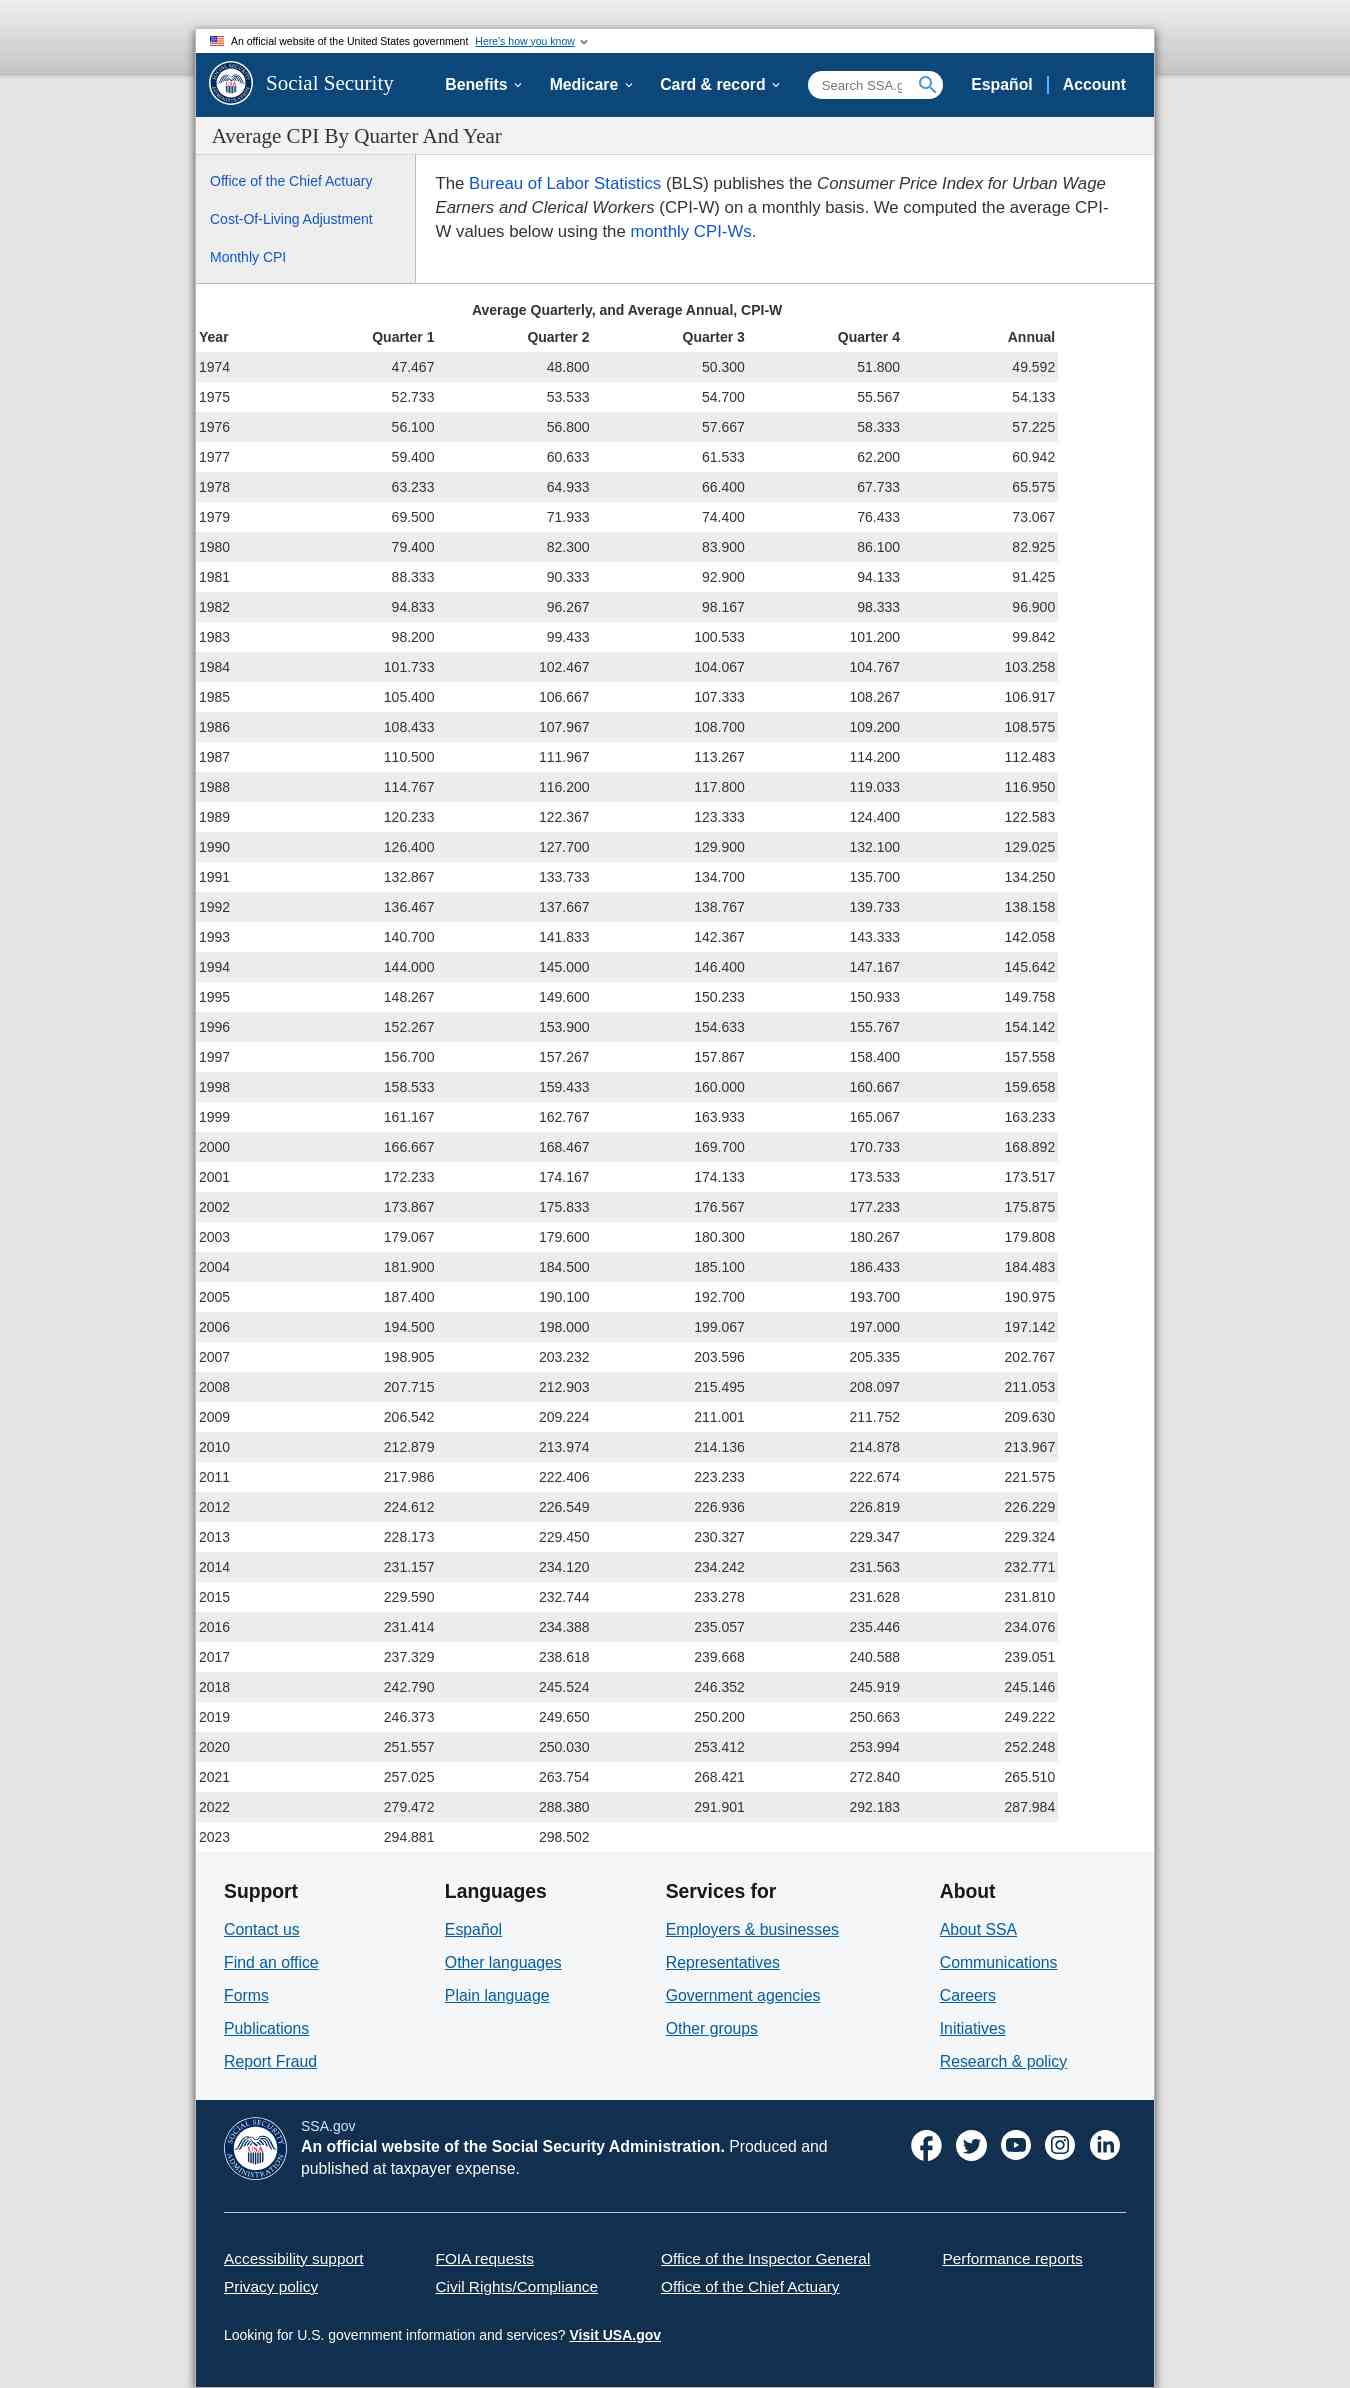 An official website of the United States government Here's how you know
Social Security
Benefits Medicare Card & record Search SSA.g Español Account
Average CPI By Quarter And Year
Office of the Chief Actuary
Cost-Of-Living Adjustment
Monthly CPI
The Bureau of Labor Statistics (BLS) publishes the Consumer Price Index for Urban Wage
Earners and Clerical Workers (CPI-W) on a monthly basis. We computed the average CPI-
W values below using the monthly CPI-Ws.
Average Quarterly, and Average Annual, CPI-W
Year Quarter 1 Quarter 2 Quarter 3 Quarter 4 Annual
1974 47.467 48.800 50.300 51.800 49.592
1975 52.733 53.533 54.700 55.567 54.133
1976 56.100 56.800 57.667 58.333 57.225
1977 59.400 60.633 61.533 62.200 60.942
1978 63.233 64.933 66.400 67.733 65.575
1979 69.500 71.933 74.400 76.433 73.067
1980 79.400 82.300 83.900 86.100 82.925
1981 88.333 90.333 92.900 94.133 91.425
1982 94.833 96.267 98.167 98.333 96.900
1983 98.200 99.433 100.533 101.200 99.842
1984 101.733 102.467 104.067 104.767 103.258
1985 105.400 106.667 107.333 108.267 106.917
1986 108.433 107.967 108.700 109.200 108.575
1987 110.500 111.967 113.267 114.200 112.483
1988 114.767 116.200 117.800 119.033 116.950
1989 120.233 122.367 123.333 124.400 122.583
1990 126.400 127.700 129.900 132.100 129.025
1991 132.867 133.733 134.700 135.700 134.250
1992 136.467 137.667 138.767 139.733 138.158
1993 140.700 141.833 142.367 143.333 142.058
1994 144.000 145.000 146.400 147.167 145.642
1995 148.267 149.600 150.233 150.933 149.758
1996 152.267 153.900 154.633 155.767 154.142
1997 156.700 157.267 157.867 158.400 157.558
1998 158.533 159.433 160.000 160.667 159.658
1999 161.167 162.767 163.933 165.067 163.233
2000 166.667 168.467 169.700 170.733 168.892
2001 172.233 174.167 174.133 173.533 173.517
2002 173.867 175.833 176.567 177.233 175.875
2003 179.067 179.600 180.300 180.267 179.808
2004 181.900 184.500 185.100 186.433 184.483
2005 187.400 190.100 192.700 193.700 190.975
2006 194.500 198.000 199.067 197.000 197.142
2007 198.905 203.232 203.596 205.335 202.767
2008 207.715 212.903 215.495 208.097 211.053
2009 206.542 209.224 211.001 211.752 209.630
2010 212.879 213.974 214.136 214.878 213.967
2011 217.986 222.406 223.233 222.674 221.575
2012 224.612 226.549 226.936 226.819 226.229
2013 228.173 229.450 230.327 229.347 229.324
2014 231.157 234.120 234.242 231.563 232.771
2015 229.590 232.744 233.278 231.628 231.810
2016 231.414 234.388 235.057 235.446 234.076
2017 237.329 238.618 239.668 240.588 239.051
2018 242.790 245.524 246.352 245.919 245.146
2019 246.373 249.650 250.200 250.663 249.222
2020 251.557 250.030 253.412 253.994 252.248
2021 257.025 263.754 268.421 272.840 265.510
2022 279.472 288.380 291.901 292.183 287.984
2023 294.881 298.502
Support Languages Services for About
Contact us Español Employers & businesses About SSA
Find an office Other languages Representatives Communications
Forms Plain language Government agencies Careers
Publications Other groups Initiatives
Report Fraud Research & policy
SOCIAL SECURITY ADMINISTRATION
USA
SSA.gov
An official website of the Social Security Administration. Produced and
published at taxpayer expense.
Accessibility support FOIA requests Office of the Inspector General Performance reports
Privacy policy Civil Rights/Compliance Office of the Chief Actuary
Looking for U.S. government information and services? Visit USA.gov